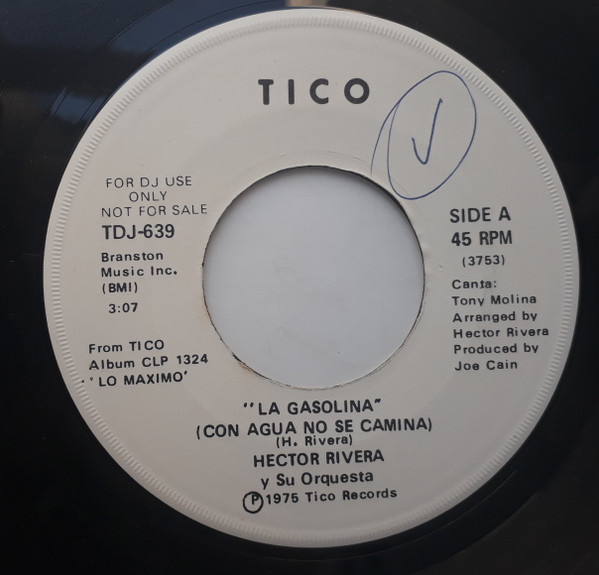 TICO
FOR DJ USE
ONLY
NOT FOR SALE
TDJ-639
Branston
Music Inc.
(BMI)
3:07
From TICO
Album CLP 1324
"LO MAXIMO"
SIDE A
45 RPM
(3753)
Canta:
Tony Molina
Arranged by
Hector Rivera
Produced by
Joe Cain
"LA GASOLINA"
(CON AGUA NO SE CAMINA)
(H. Rivera)
HECTOR RIVERA
y Su Orquesta
Ⓟ1975 Tico Records